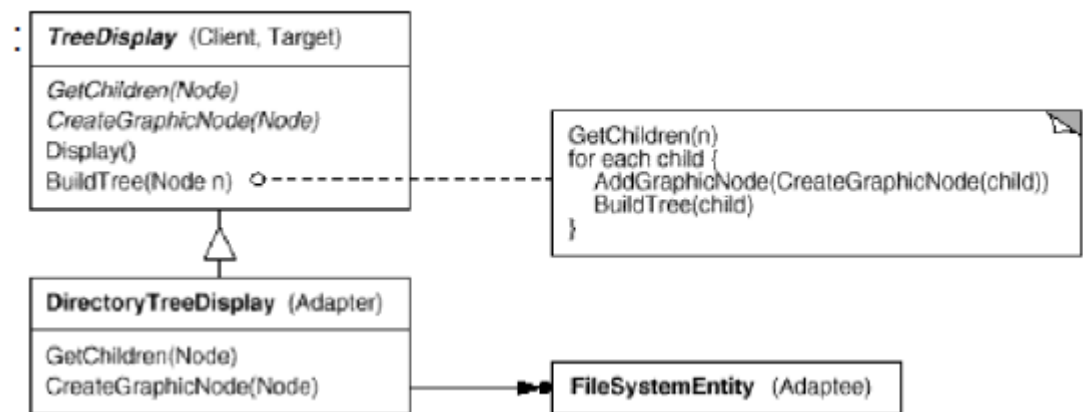 :
TreeDisplay (Client, Target)
GetChildren(Node)
CreateGraphicNode(Node)
Display()
BuildTree(Node n)
GetChildren(n)
for each child {
AddGraphicNode(CreateGraphicNode(child))
BuildTree(child)
}
DirectoryTreeDisplay (Adapter)
GetChildren(Node)
CreateGraphicNode(Node)
FileSystemEntity (Adaptee)